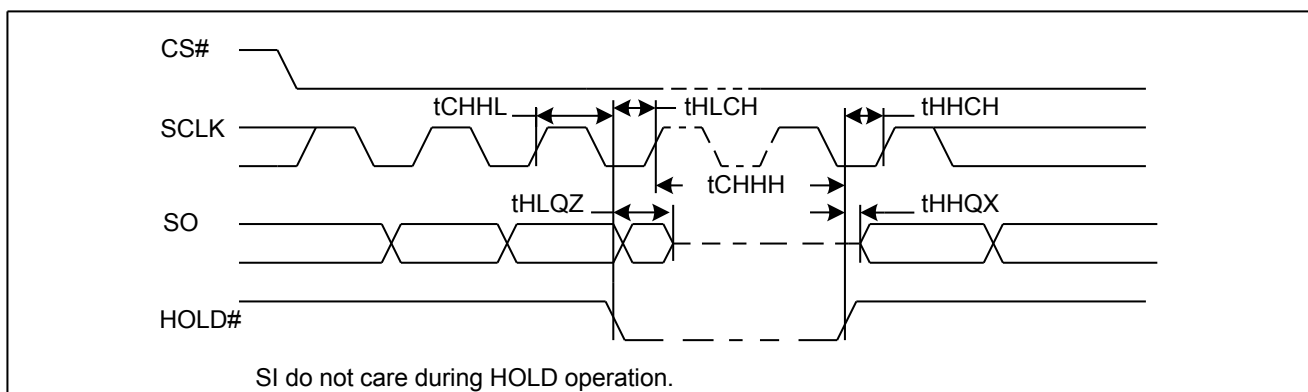 CS#
tCHHL
tHLCH
tHHCH
SCLK
tCHHH
tHLQZ
tHHQX
SO
HOLD#
SI do not care during HOLD operation.